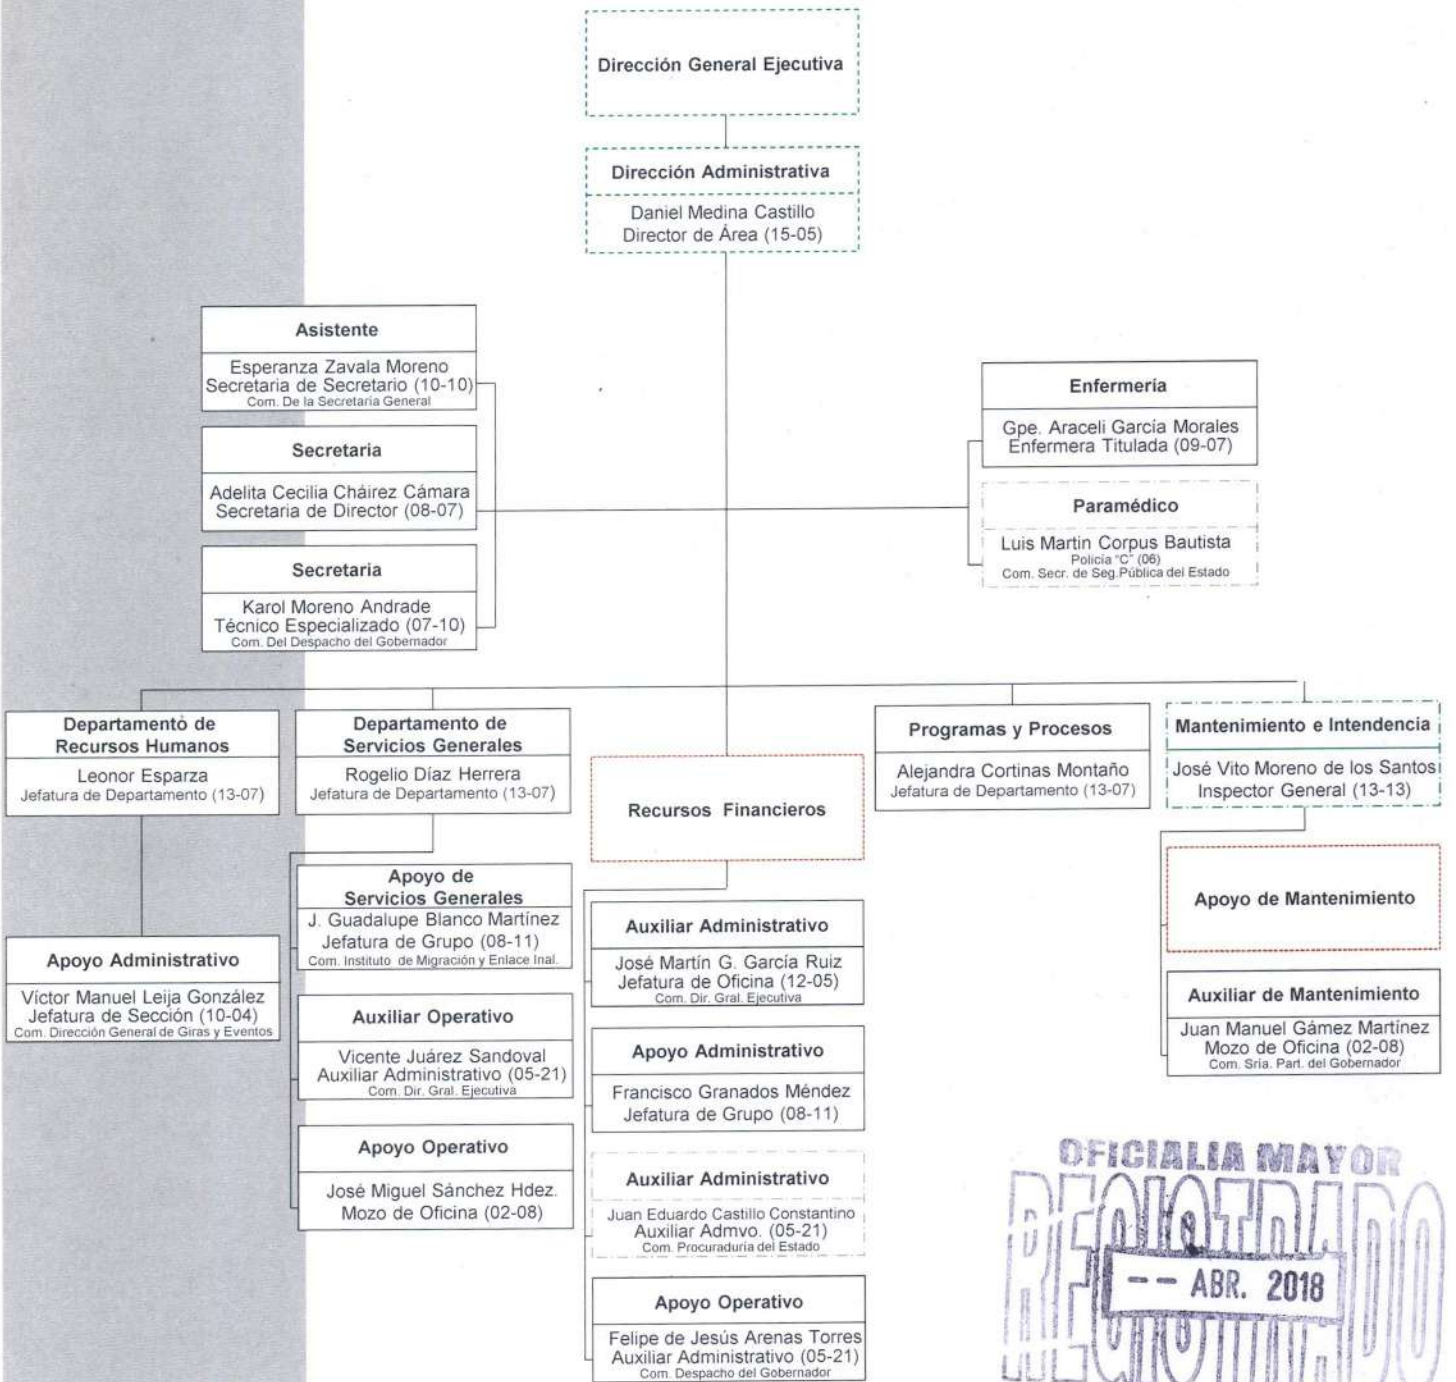 Dirección General Ejecutiva
Dirección Administrativa
Daniel Medina Castillo
Director de Área (15-05)
Asistente
Esperanza Zavala Moreno
Secretaria de Secretario (10-10)
Com. De la Secretaria General
Secretaria
Adelita Cecilia Cháirez Cámara
Secretaria de Director (08-07)
Secretaria
Karol Moreno Andrade
Técnico Especializado (07-10)
Com. Del Despacho del Gobernador
Enfermería
Gpe. Araceli García Morales
Enfermera Titulada (09-07)
Paramédico
Luis Martin Corpus Bautista
Policía "C" (06)
Com. Secr. de Seg.Pública del Estado
Departamento de
Recursos Humanos
Leonor Esparza
Jefatura de Departamento (13-07)
Apoyo Administrativo
Víctor Manuel Leija González
Jefatura de Sección (10-04)
Com. Dirección General de Giras y Eventos
Departamento de
Servicios Generales
Rogelio Díaz Herrera
Jefatura de Departamento (13-07)
Apoyo de
Servicios Generales
J. Guadalupe Blanco Martínez
Jefatura de Grupo (08-11)
Com. Instituto de Migración y Enlace Inal.
Auxiliar Operativo
Vicente Juárez Sandoval
Auxiliar Administrativo (05-21)
Com. Dir. Gral. Ejecutiva
Apoyo Operativo
José Miguel Sánchez Hdez.
Mozo de Oficina (02-08)
Recursos Financieros
Auxiliar Administrativo
José Martín G. García Ruiz
Jefatura de Oficina (12-05)
Com. Dir. Gral. Ejecutiva
Apoyo Administrativo
Francisco Granados Méndez
Jefatura de Grupo (08-11)
Auxiliar Administrativo
Juan Eduardo Castillo Constantino
Auxiliar Admvo. (05-21)
Com. Procuraduría del Estado
Apoyo Operativo
Felipe de Jesús Arenas Torres
Auxiliar Administrativo (05-21)
Com. Despacho del Gobernador
Programas y Procesos
Alejandra Cortinas Montaño
Jefatura de Departamento (13-07)
Mantenimiento e Intendencia
José Vito Moreno de los Santos
Inspector General (13-13)
Apoyo de Mantenimiento
Auxiliar de Mantenimiento
Juan Manuel Gámez Martínez
Mozo de Oficina (02-08)
Com. Sría. Part. del Gobernador
OFICIALIA MAYOR
REGISTRADO
-- ABR. 2018